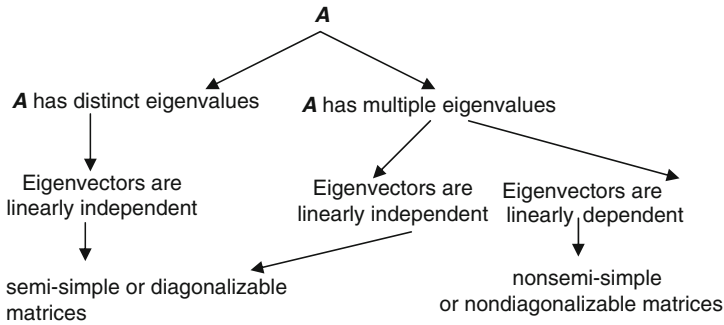 A
A has distinct eigenvalues
A has multiple eigenvalues
Eigenvectors are
linearly independent
Eigenvectors are
linearly independent
Eigenvectors are
linearly dependent
semi-simple or diagonalizable
matrices
nonsemi-simple
or nondiagonalizable matrices